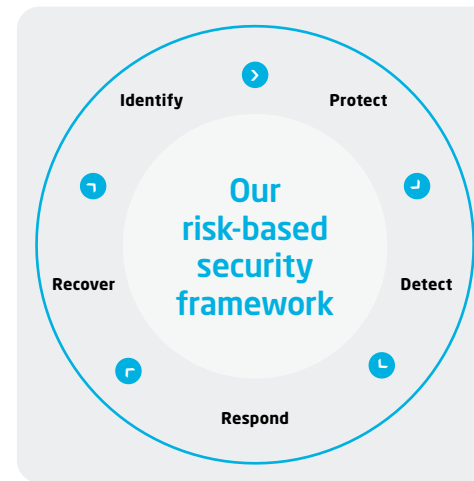 Identify
Protect
Our
risk-based
security
framework
Recover
Detect
Respond